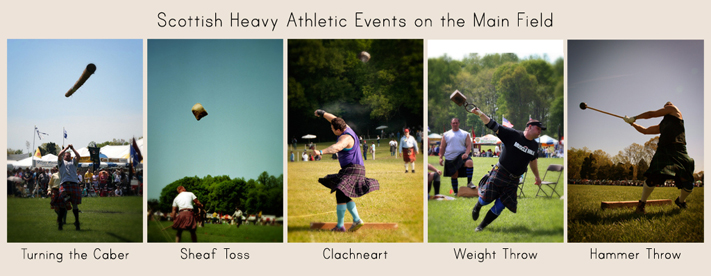 Scottish Heavy Athletic Events on the Main Field
Turning the Caber
Sheaf Toss
Clachneart
Weight Throw
Hammer Throw